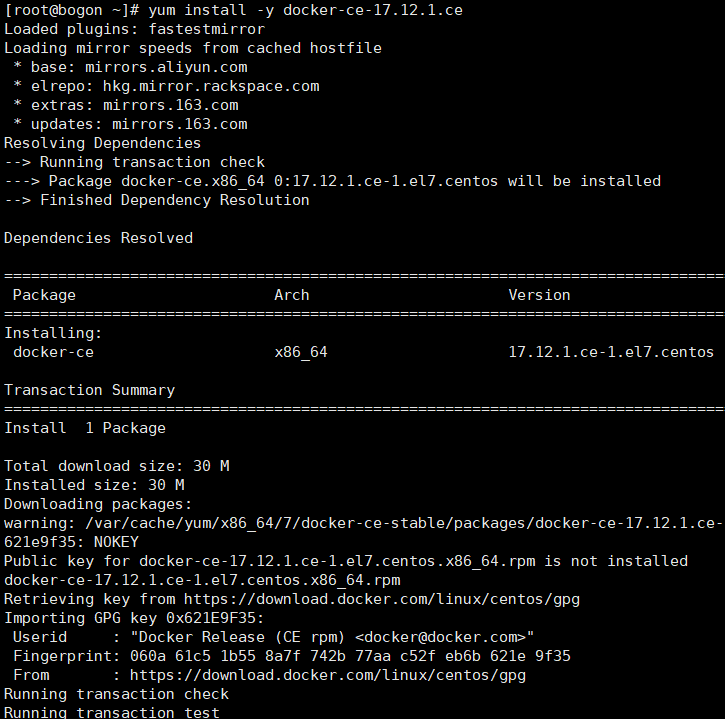 [root@bogon ~]# yum install -y docker-ce-17.12.1.ce
Loaded plugins: fastestmirror
Loading mirror speeds from cached hostfile
 * base: mirrors.aliyun.com
 * elrepo: hkg.mirror.rackspace.com
 * extras: mirrors.163.com
 * updates: mirrors.163.com
Resolving Dependencies
--> Running transaction check
---> Package docker-ce.x86_64 0:17.12.1.ce-1.el7.centos will be installed
--> Finished Dependency Resolution

Dependencies Resolved

================================================================================
 Package                      Arch                      Version
================================================================================
Installing:
 docker-ce                    x86_64                    17.12.1.ce-1.el7.centos

Transaction Summary
================================================================================
Install  1 Package

Total download size: 30 M
Installed size: 30 M
Downloading packages:
warning: /var/cache/yum/x86_64/7/docker-ce-stable/packages/docker-ce-17.12.1.ce-
621e9f35: NOKEY
Public key for docker-ce-17.12.1.ce-1.el7.centos.x86_64.rpm is not installed
docker-ce-17.12.1.ce-1.el7.centos.x86_64.rpm
Retrieving key from https://download.docker.com/linux/centos/gpg
Importing GPG key 0x621E9F35:
 Userid     : "Docker Release (CE rpm) <docker@docker.com>"
 Fingerprint: 060a 61c5 1b55 8a7f 742b 77aa c52f eb6b 621e 9f35
 From       : https://download.docker.com/linux/centos/gpg
Running transaction check
Running transaction test